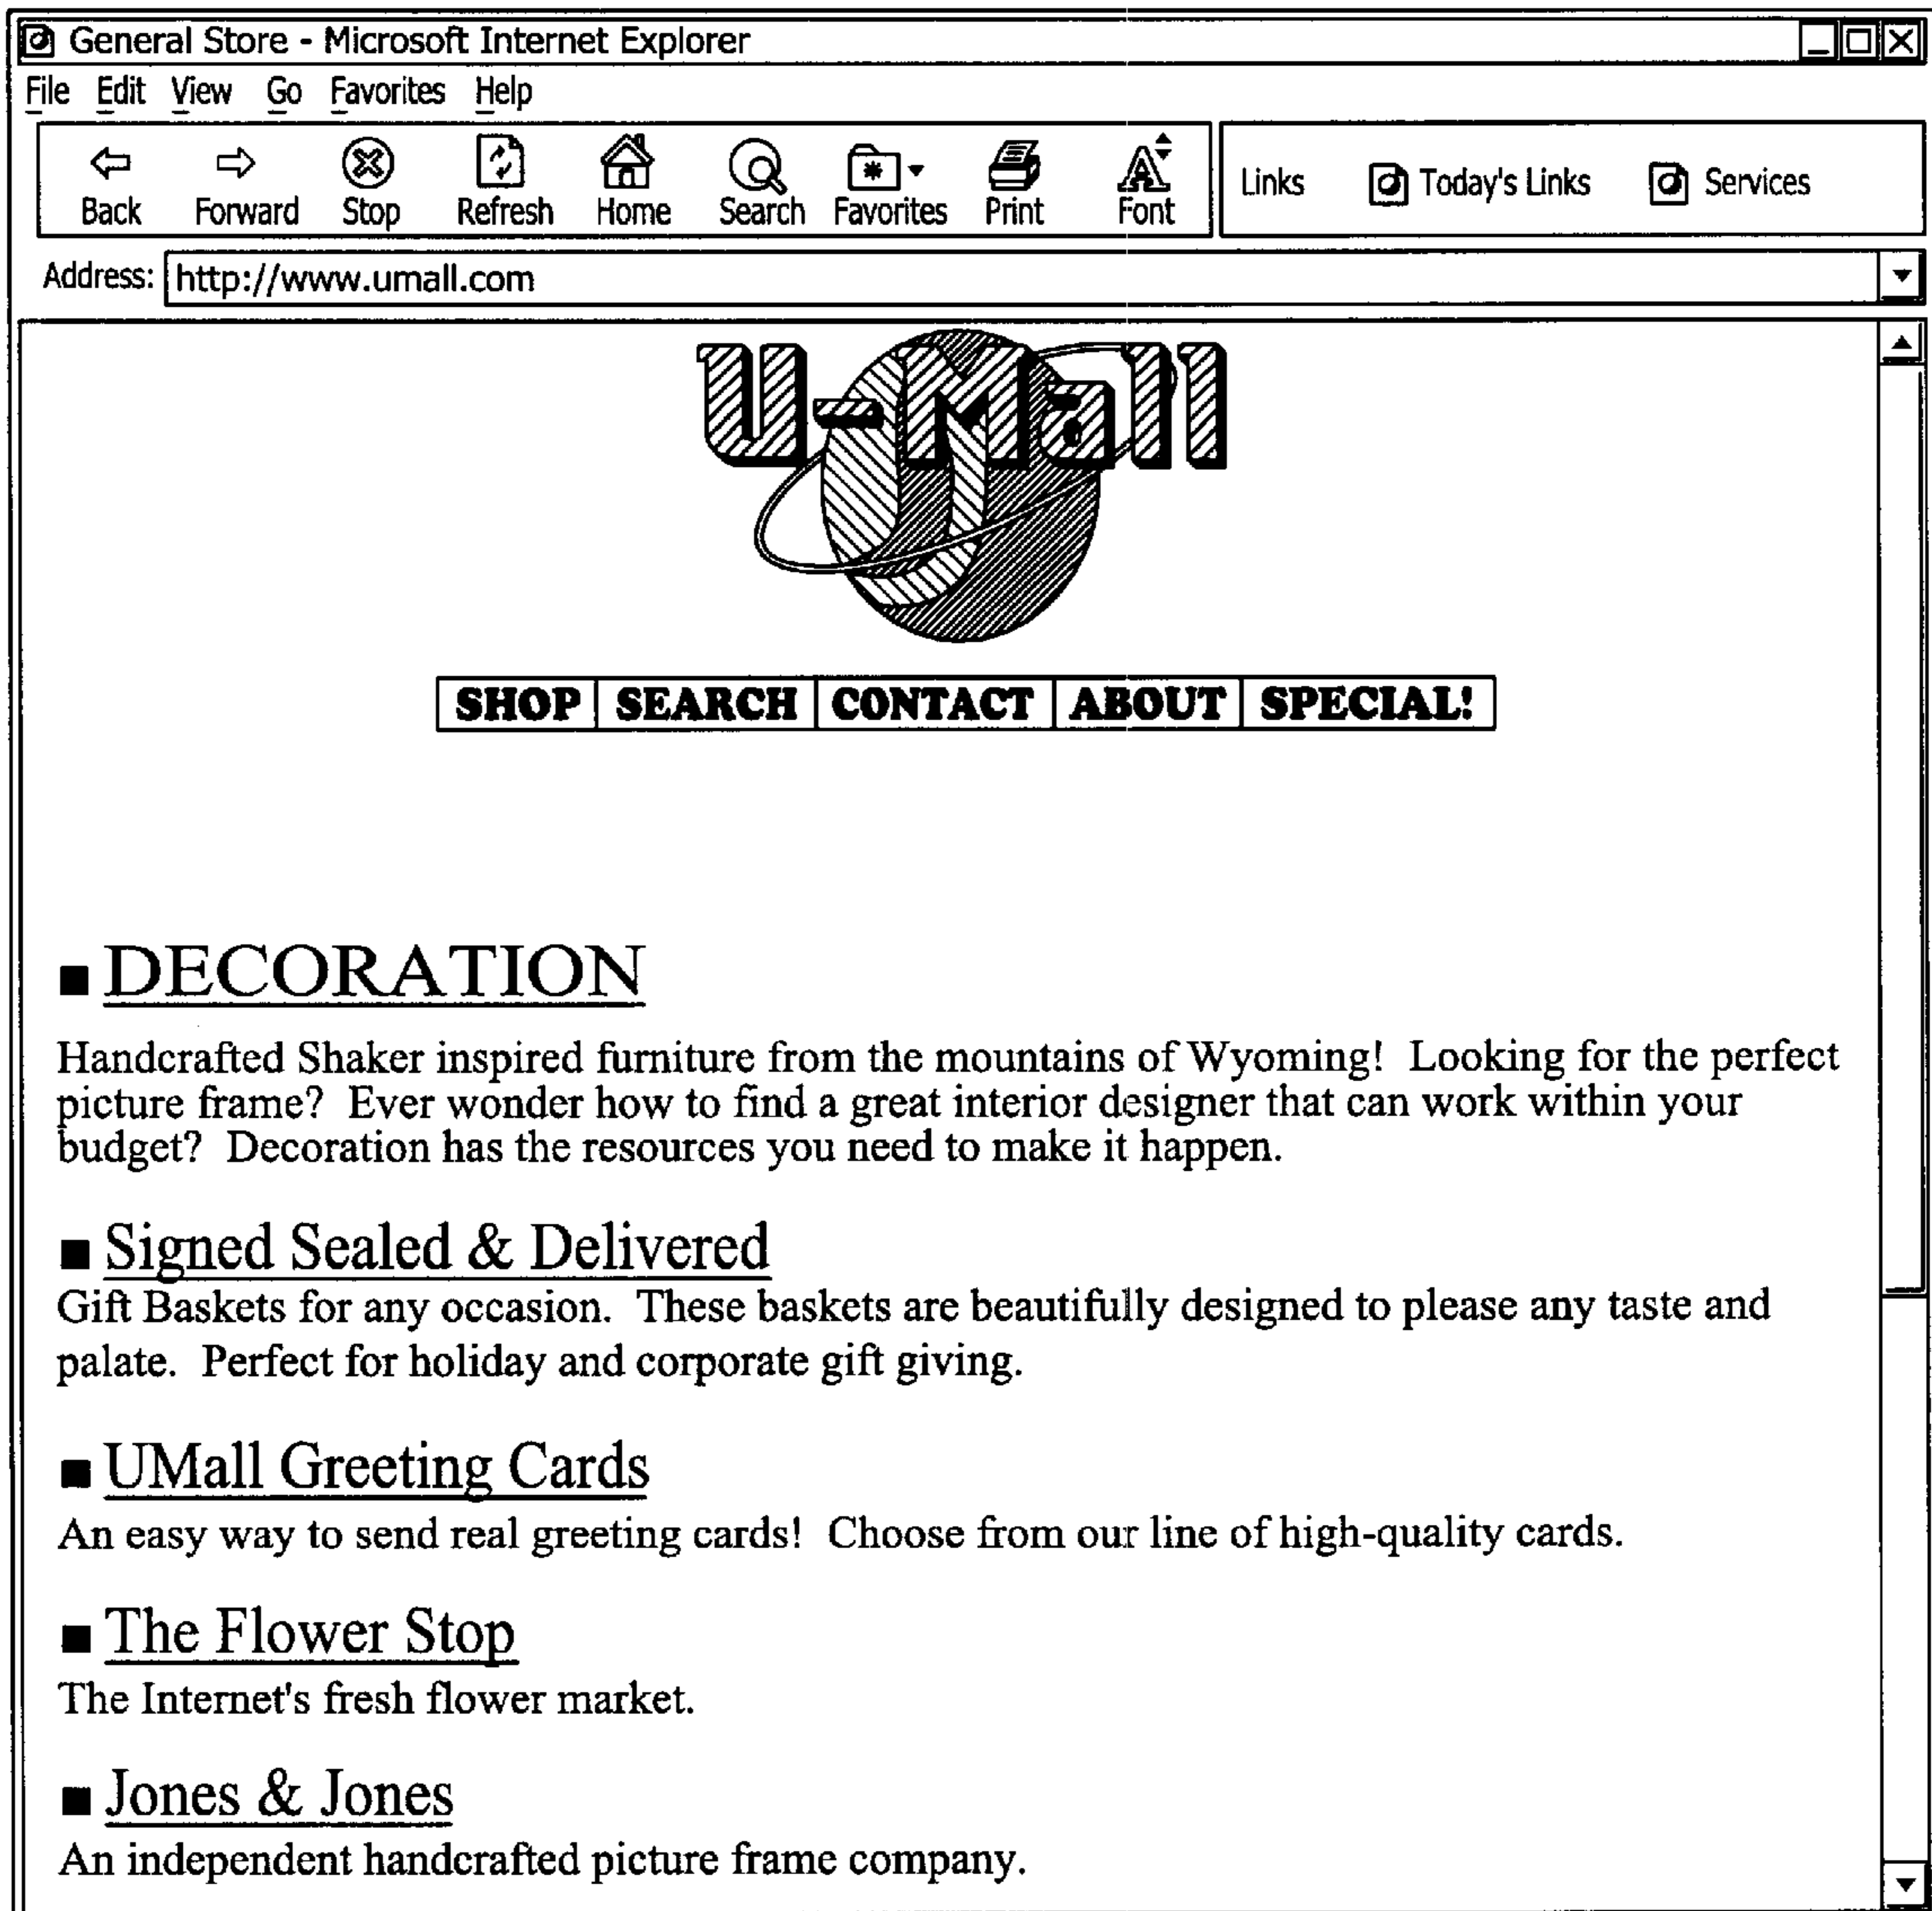 General Store - Microsoft Internet Explorer
File Edit View Go Favorites Help
Back Forward Stop Refresh Home Search Favorites Print Font Links Today's Links Services
Address: http://www.umall.com
U-Mall
SHOP SEARCH CONTACT ABOUT SPECIAL!
DECORATION
Handcrafted Shaker inspired furniture from the mountains of Wyoming! Looking for the perfect
picture frame? Ever wonder how to find a great interior designer that can work within your
budget? Decoration has the resources you need to make it happen.
Signed Sealed & Delivered
Gift Baskets for any occasion. These baskets are beautifully designed to please any taste and
palate. Perfect for holiday and corporate gift giving.
UMall Greeting Cards
An easy way to send real greeting cards! Choose from our line of high-quality cards.
The Flower Stop
The Internet's fresh flower market.
Jones & Jones
An independent handcrafted picture frame company.